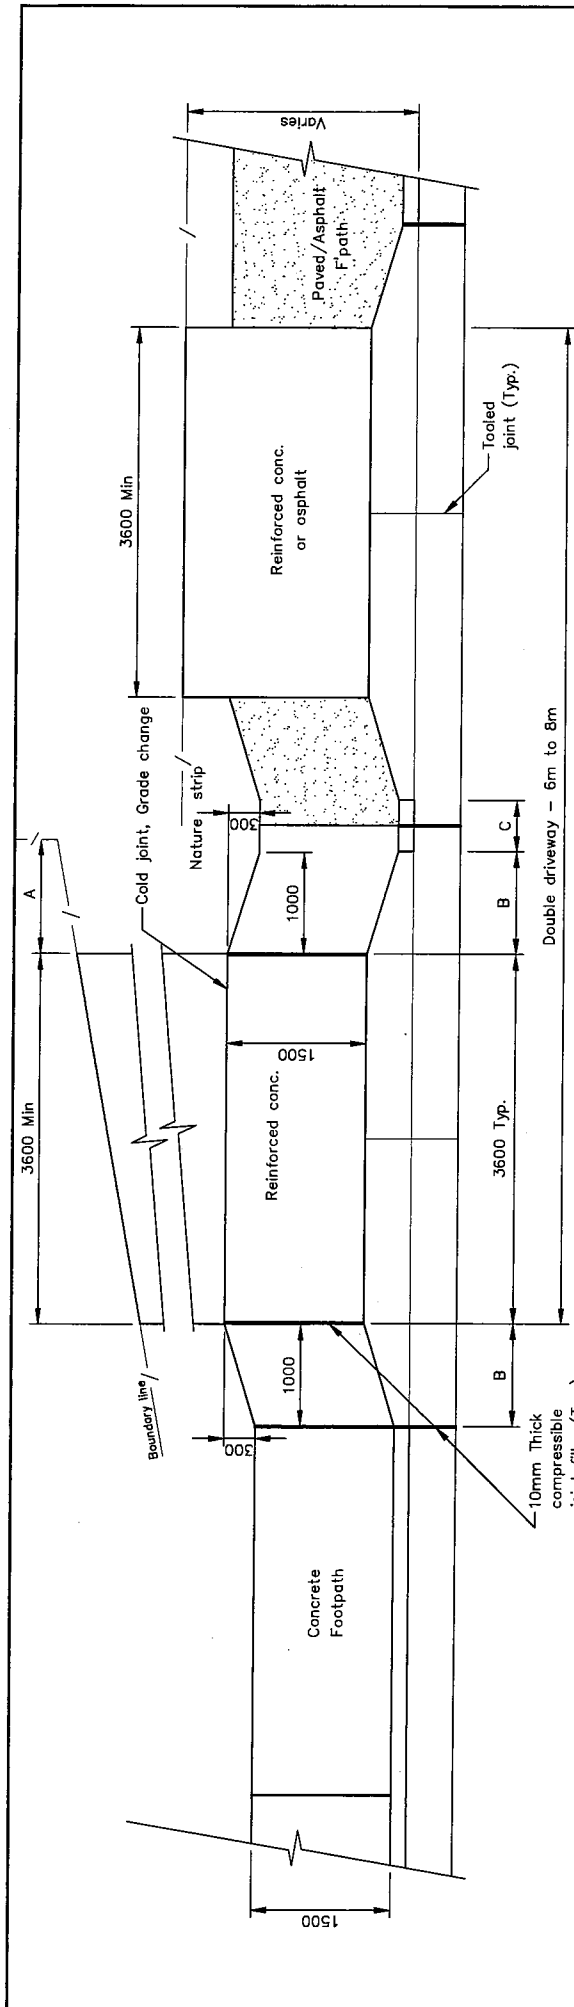 3600 Min
A
3600 Min
Varies
Boundary line
Cold joint, Grade change
Nature strip
Paved/Asphalt
F'path
300
1000
1500
Reinforced conc.
Reinforced conc.
or asphalt
300
1000
Concrete
Footpath
1500
B
3600 Typ.
B
C
Tooled
joint (Typ.)
Double driveway - 6m to 8m
10mm Thick
compressible